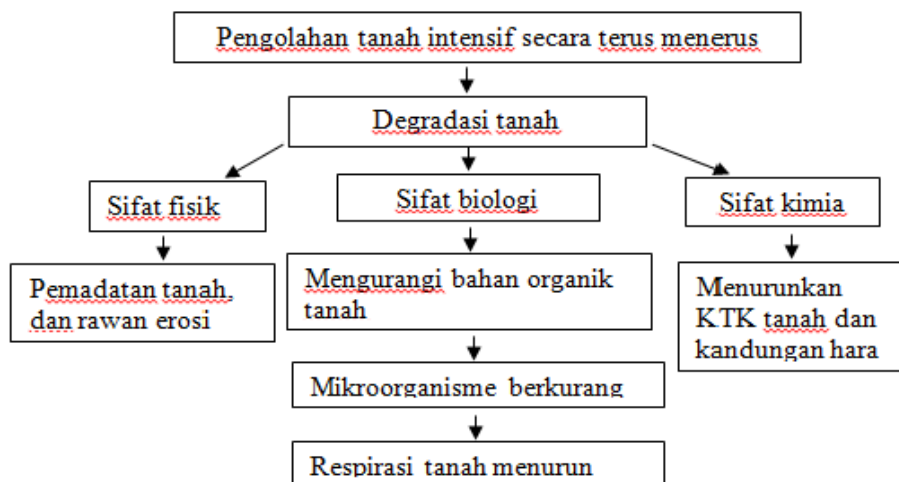 Pengolahan tanah intensif secara terus menerus
Degradasi tanah
Sifat fisik
Sifat biologi
Sifat kimia
Pemadatan tanah,
dan rawan erosi
Mengurangi bahan organik
tanah
Menurunkan
KTK tanah dan
kandungan hara
Mikroorganisme berkurang
Respirasi tanah menurun